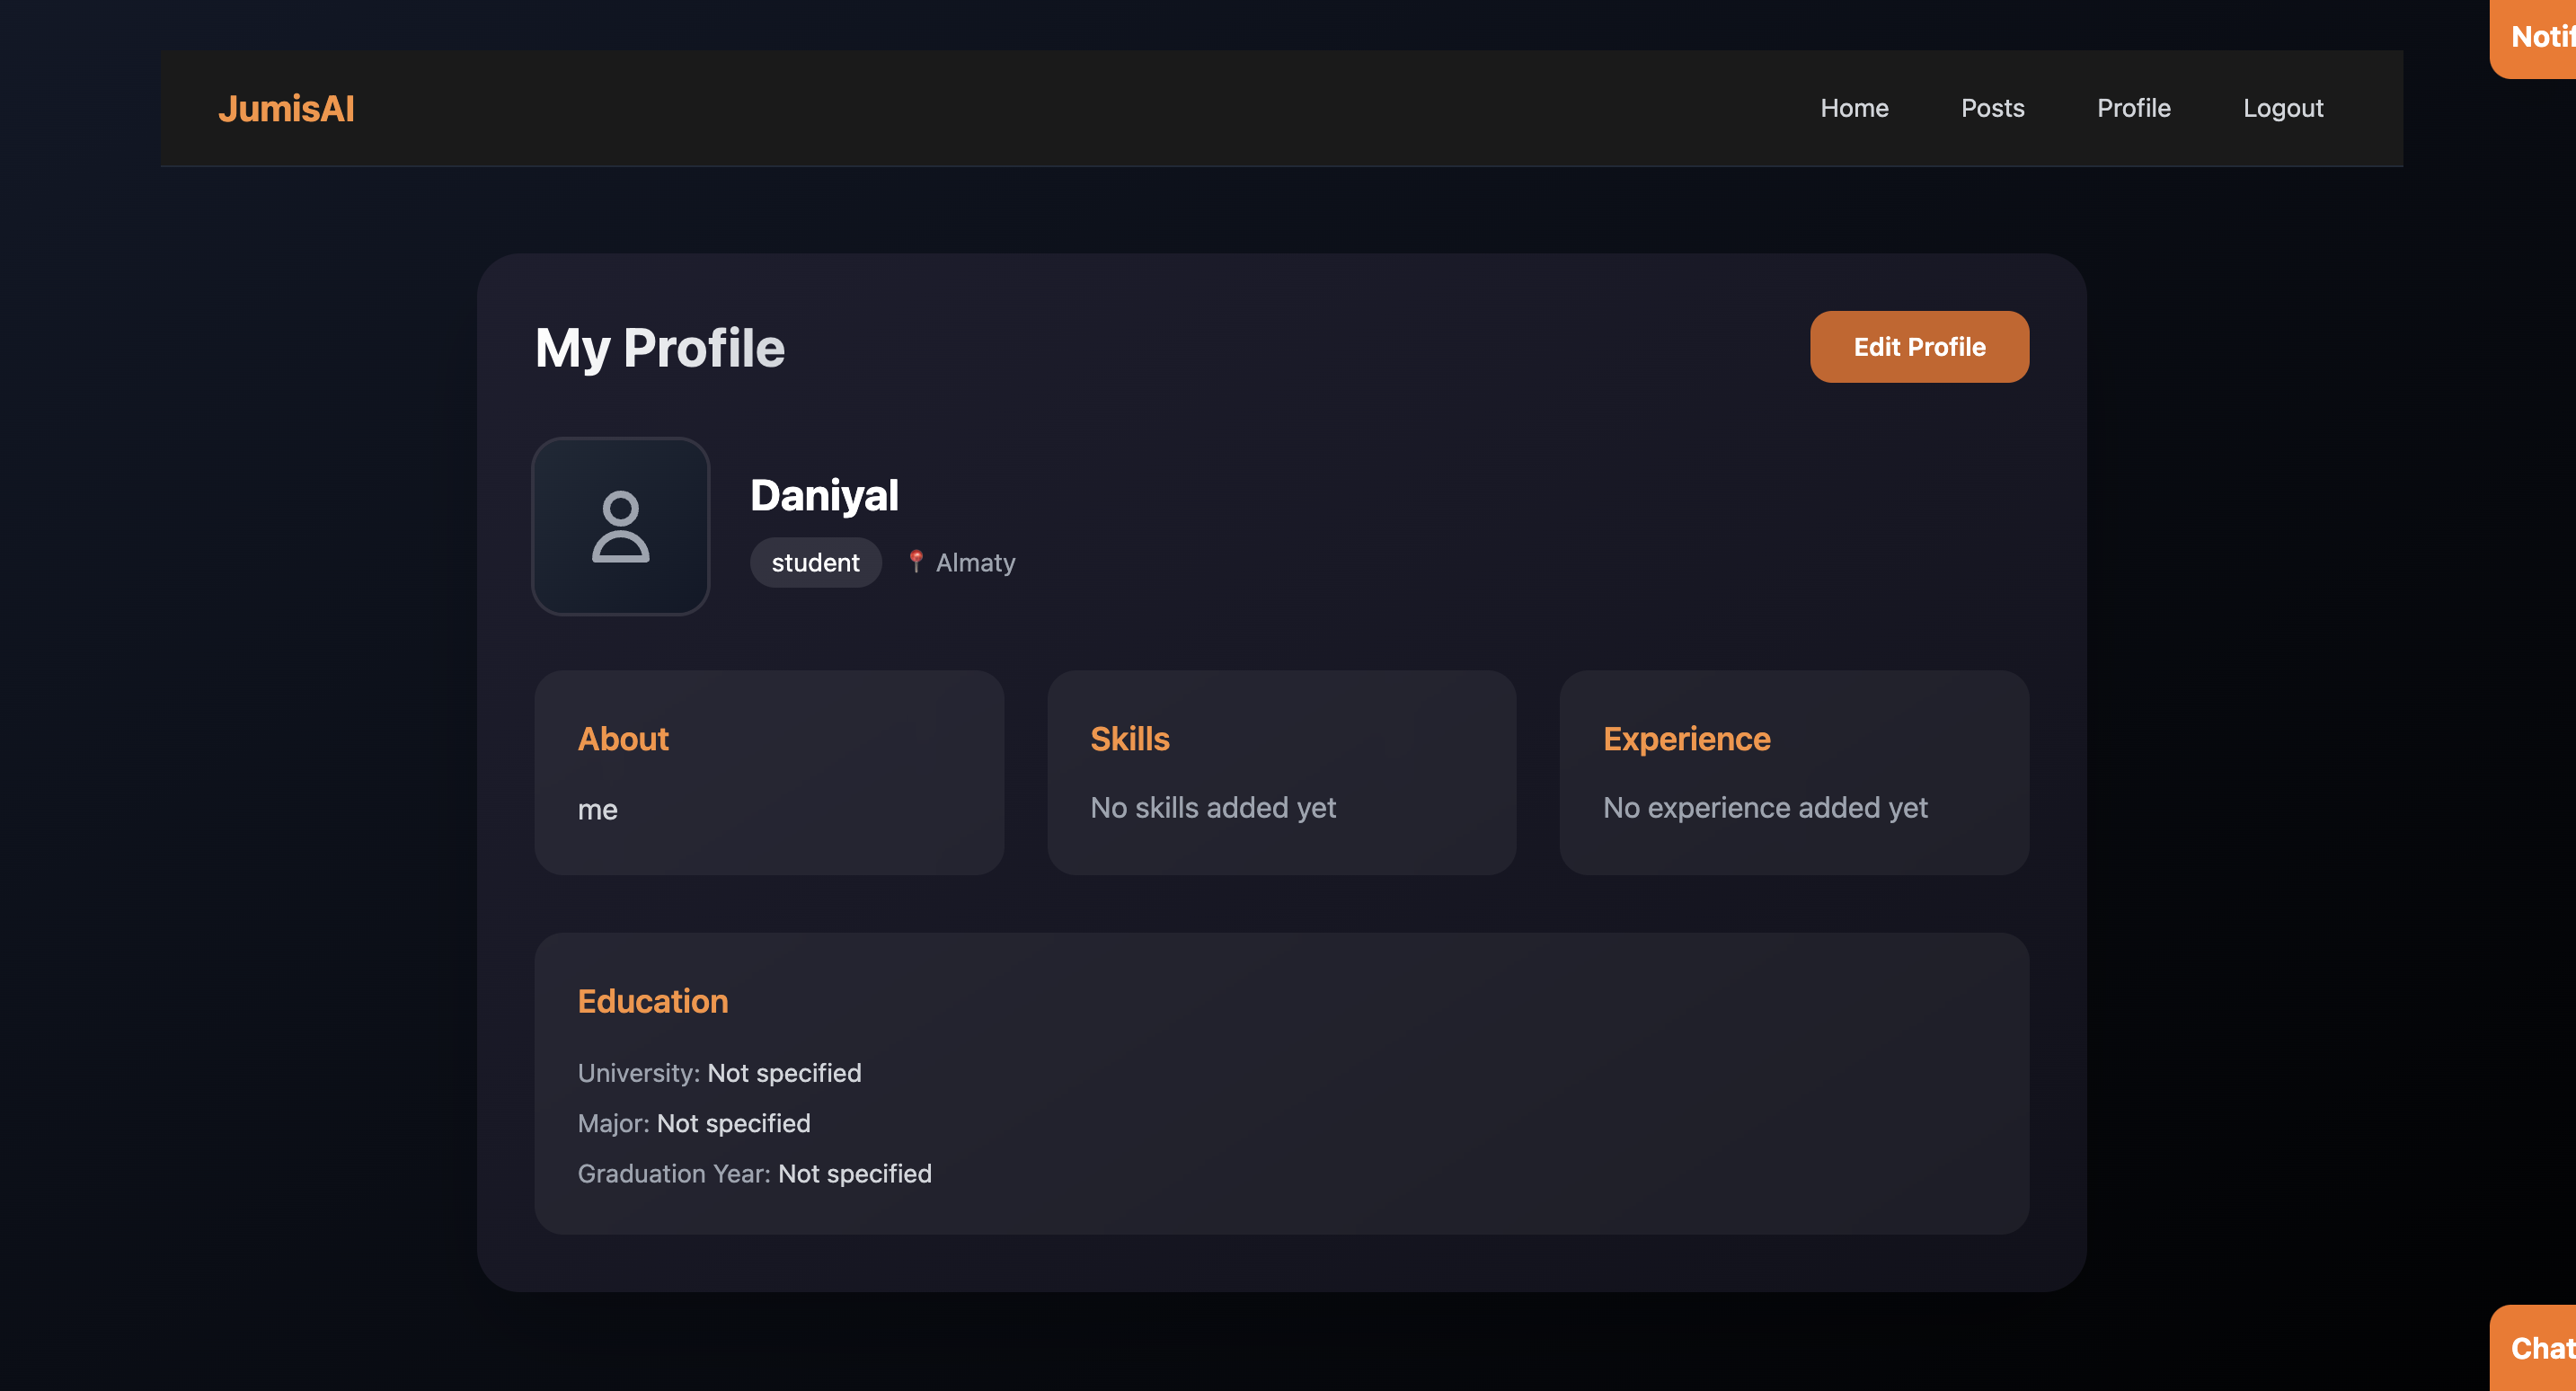 Notif
JumisAI
Home Posts Profile Logout
My Profile
Edit Profile
Daniyal
student
Almaty
About
me
Skills
No skills added yet
Experience
No experience added yet
Education
University: Not specified
Major: Not specified
Graduation Year: Not specified
Chat